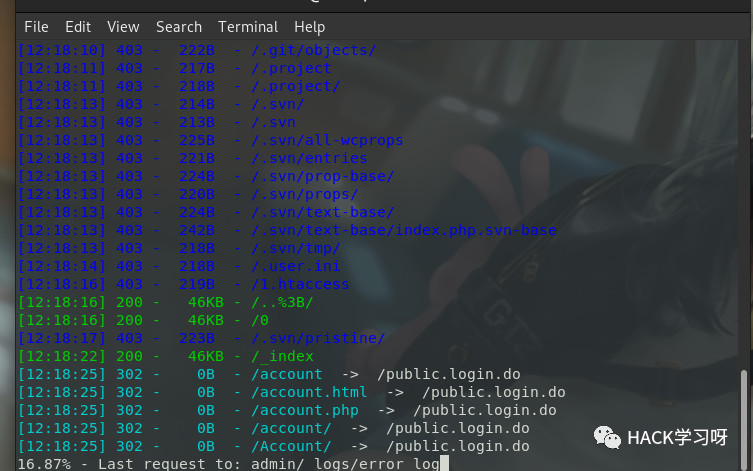 File Edit View Search Terminal Help
[12:18:10] 403 - 222B - /.git/objects/
[12:18:11] 403 - 217B - /.project
[12:18:11] 403 - 218B - /.project/
[12:18:13] 403 - 214B - /.svn/
[12:18:13] 403 - 213B - /.svn
[12:18:13] 403 - 225B - /.svn/all-wcprops
[12:18:13] 403 - 221B - /.svn/entries
[12:18:13] 403 - 224B - /.svn/prop-base/
[12:18:13] 403 - 220B - /.svn/props/
[12:18:13] 403 - 224B - /.svn/text-base/
[12:18:13] 403 - 242B - /.svn/text-base/index.php.svn-base
[12:18:13] 403 - 218B - /.svn/tmp/
[12:18:14] 403 - 218B - /.user.ini
[12:18:16] 403 - 219B - /1.htaccess
[12:18:16] 200 - 46KB - /..%3B/
[12:18:16] 200 - 46KB - /0
[12:18:17] 403 - 223B - /.svn/pristine/
[12:18:22] 200 - 46KB - /_index
[12:18:25] 302 - 0B - /account -> /public.login.do
[12:18:25] 302 - 0B - /account.html -> /public.login.do
[12:18:25] 302 - 0B - /account.php -> /public.login.do
[12:18:25] 302 - 0B - /account/ -> /public.login.do
[12:18:25] 302 - 0B - /Account/ -> /public.login.do
16.87% - Last request to: admin/_logs/error_log
HACK学习呀